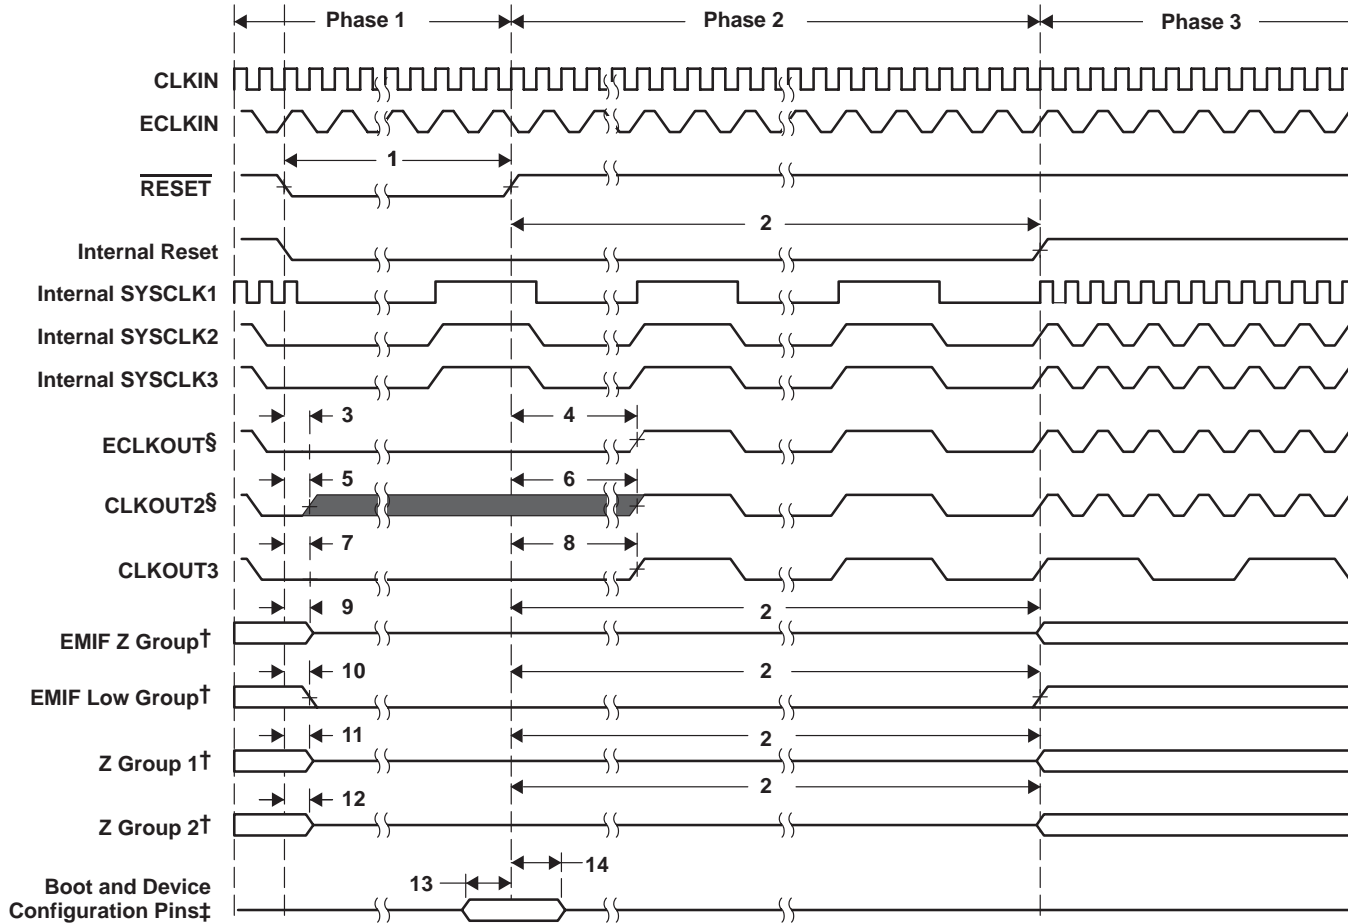 Phase 1
Phase 2
Phase 3
CLKIN
ECLKIN
1
RESET
2
Internal Reset
Internal SYSCLK1
Internal SYSCLK2
Internal SYSCLK3
3
4
ECLKOUT§
5
6
CLKOUT2§
7
8
CLKOUT3
9
2
EMIF Z Group†
10
2
EMIF Low Group†
11
2
Z Group 1†
2
12
Z Group 2†
14
13
Boot and Device
Configuration Pins‡